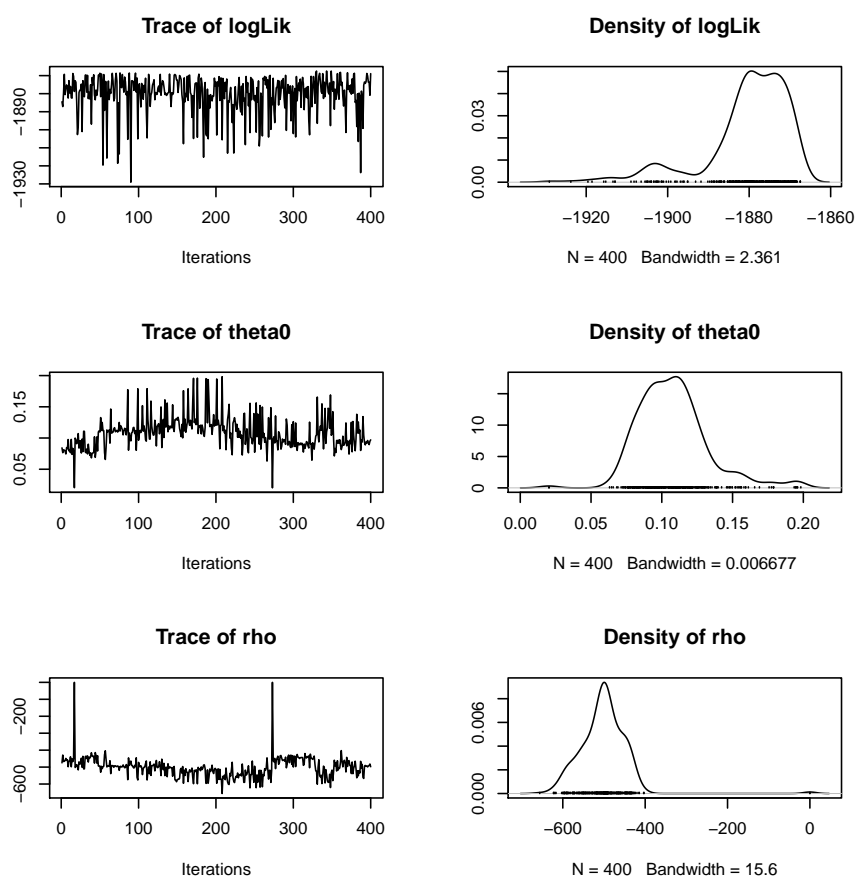 Trace of logLik
−1930
−1890
0 100 200 300 400
Iterations
Density of logLik
0.00
0.03
−1920 −1900 −1880 −1860
N = 400 Bandwidth = 2.361
Trace of theta0
0.05
0.15
0 100 200 300 400
Iterations
Density of theta0
0
5
10
0.00 0.05 0.10 0.15 0.20
N = 400 Bandwidth = 0.006677
Trace of rho
−600
−200
0 100 200 300 400
Iterations
Density of rho
0.000
0.006
−600 −400 −200 0
N = 400 Bandwidth = 15.6